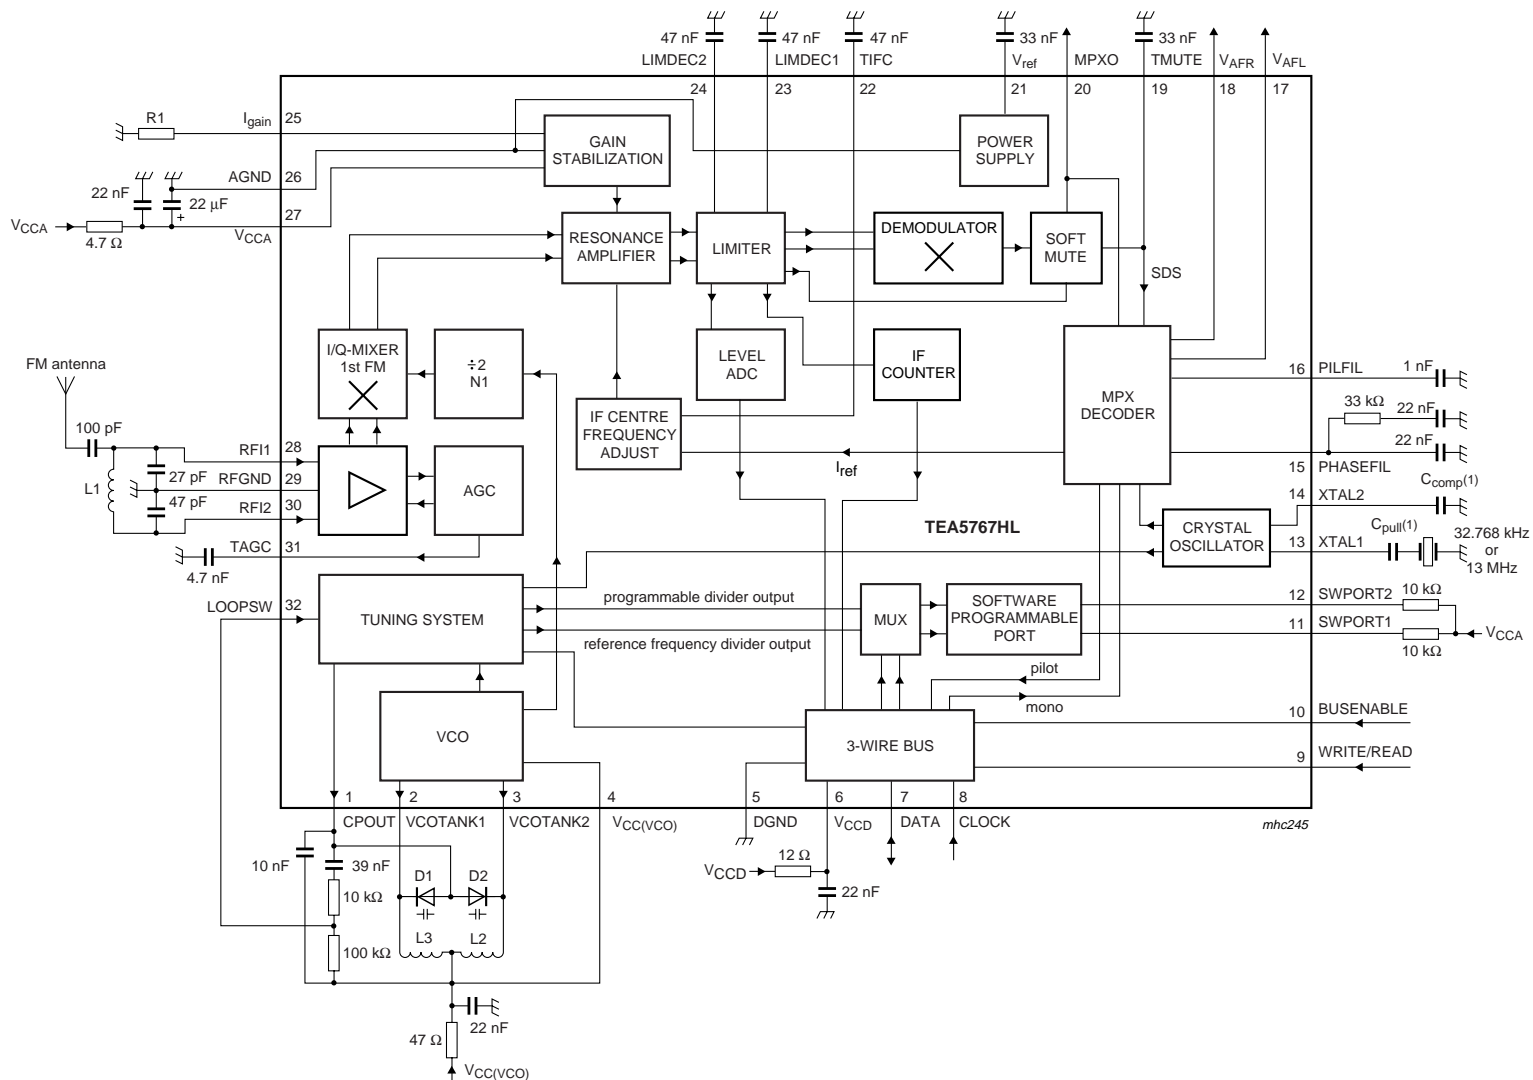 47 nF
47 nF
47 nF
33 nF
33 nF
LIMDEC2
LIMDEC1
TIFC
Vref
MPXO
TMUTE
VAFR
VAFL
24
23
22
21
20
19
18
17
R1
Igain
25
GAIN
STABILIZATION
POWER
SUPPLY
AGND
26
22 nF
22 μF
+
27
VCCA
4.7 Ω
VCCA
RESONANCE
AMPLIFIER
LIMITER
DEMODULATOR
SOFT
MUTE
SDS
I/Q-MIXER
1st FM
÷2
N1
LEVEL
ADC
IF
COUNTER
MPX
DECODER
FM antenna
16
PILFIL
1 nF
33 kΩ
22 nF
22 nF
IF CENTRE
FREQUENCY
ADJUST
Iref
15
PHASEFIL
100 pF
RFI1
28
27 pF
RFGND
29
L1
47 pF
RFI2
30
AGC
TAGC
31
4.7 nF
TEA5767HL
CRYSTAL
OSCILLATOR
14
XTAL2
Ccomp(1)
13
XTAL1
Cpull(1)
32.768 kHz
or
13 MHz
LOOPSW
32
TUNING SYSTEM
programmable divider output
reference frequency divider output
MUX
SOFTWARE
PROGRAMMABLE
PORT
12
SWPORT2
10 kΩ
11
SWPORT1
10 kΩ
VCCA
pilot
mono
VCO
3-WIRE BUS
10
BUSENABLE
9
WRITE/READ
1
2
3
4
5
6
7
8
CPOUT
VCOTANK1
VCOTANK2
VCC(VCO)
DGND
VCCD
DATA
CLOCK
mhc245
10 nF
39 nF
10 kΩ
100 kΩ
D1
D2
L3
L2
VCCD
12 Ω
22 nF
22 nF
47 Ω
VCC(VCO)